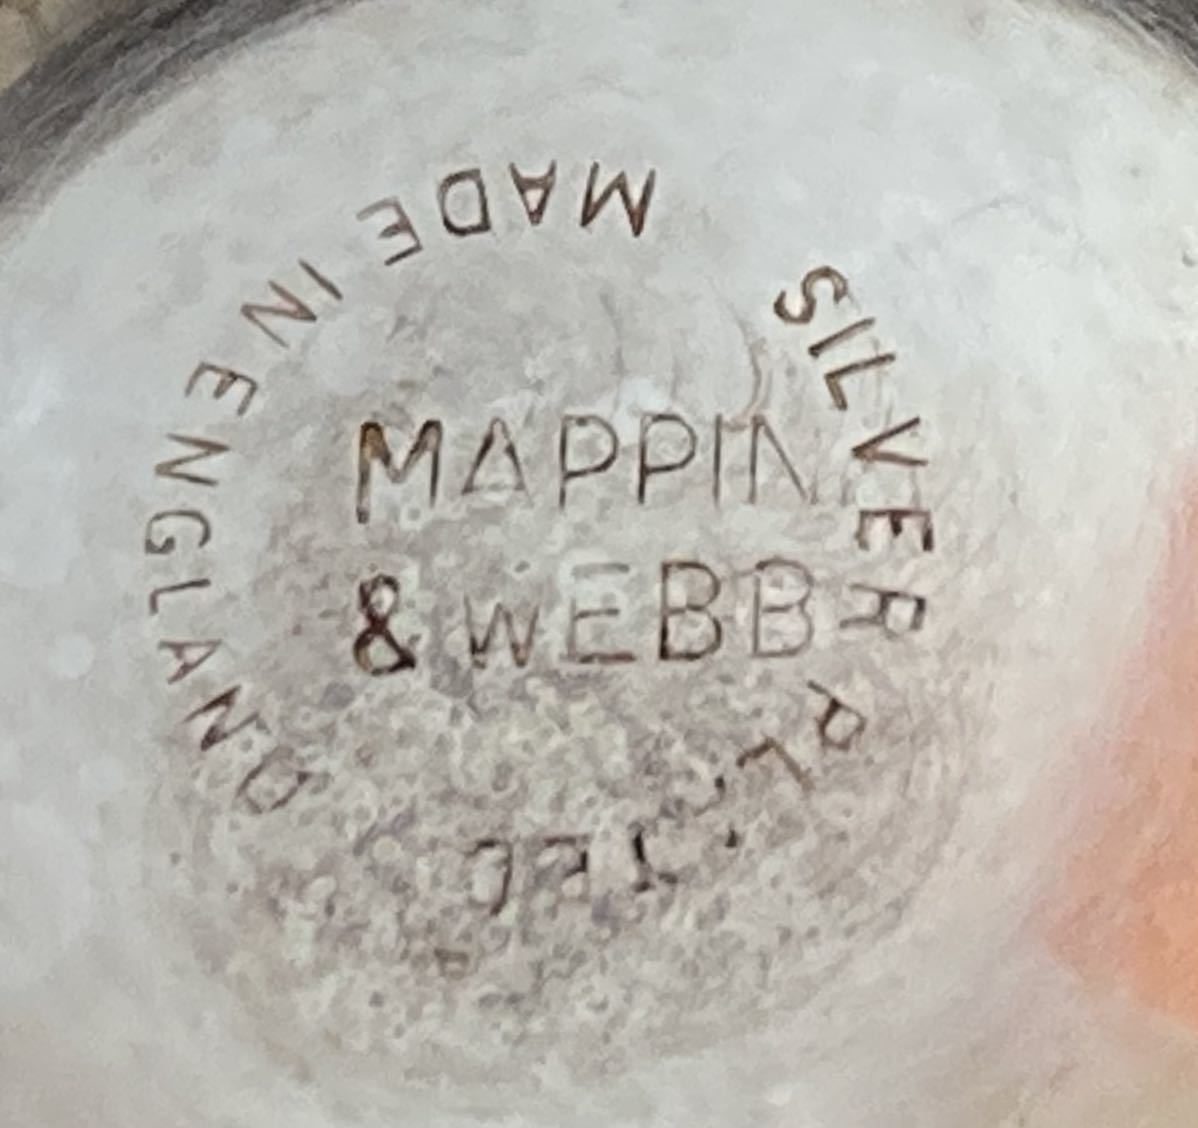 MAPPIN
& WEBB
SILVER PLATED
MADE IN ENGLAND